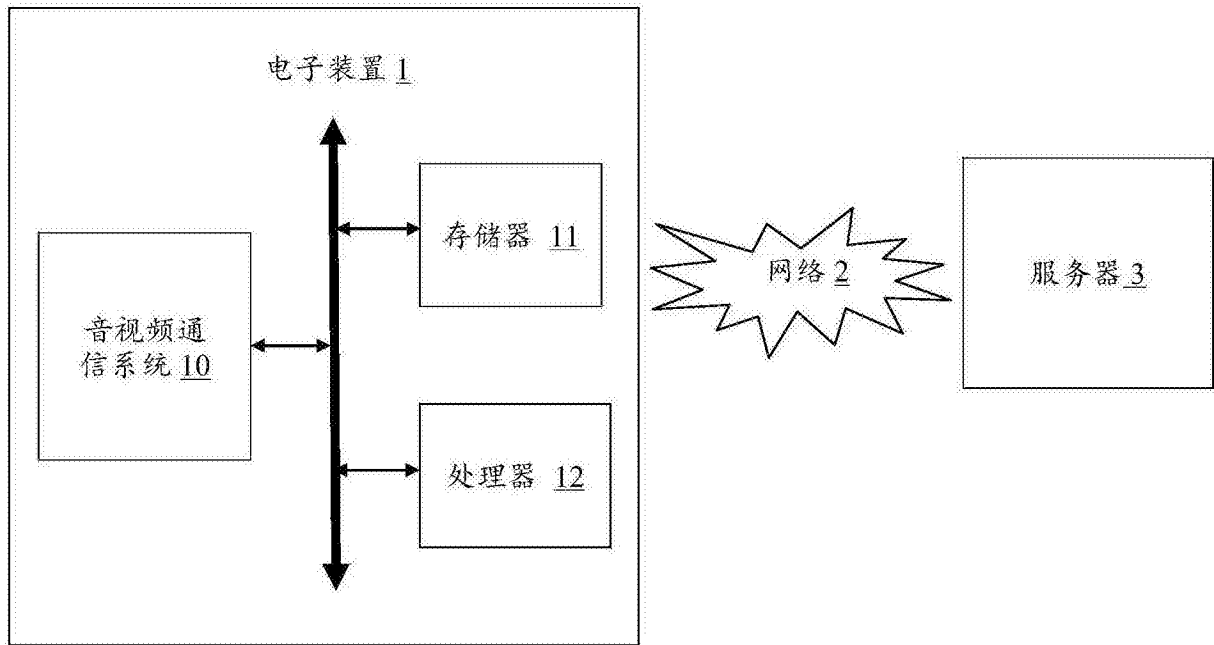 电子装置 1
存储器 11
音视频通
信系统 10
处理器 12
网络 2
服务器 3